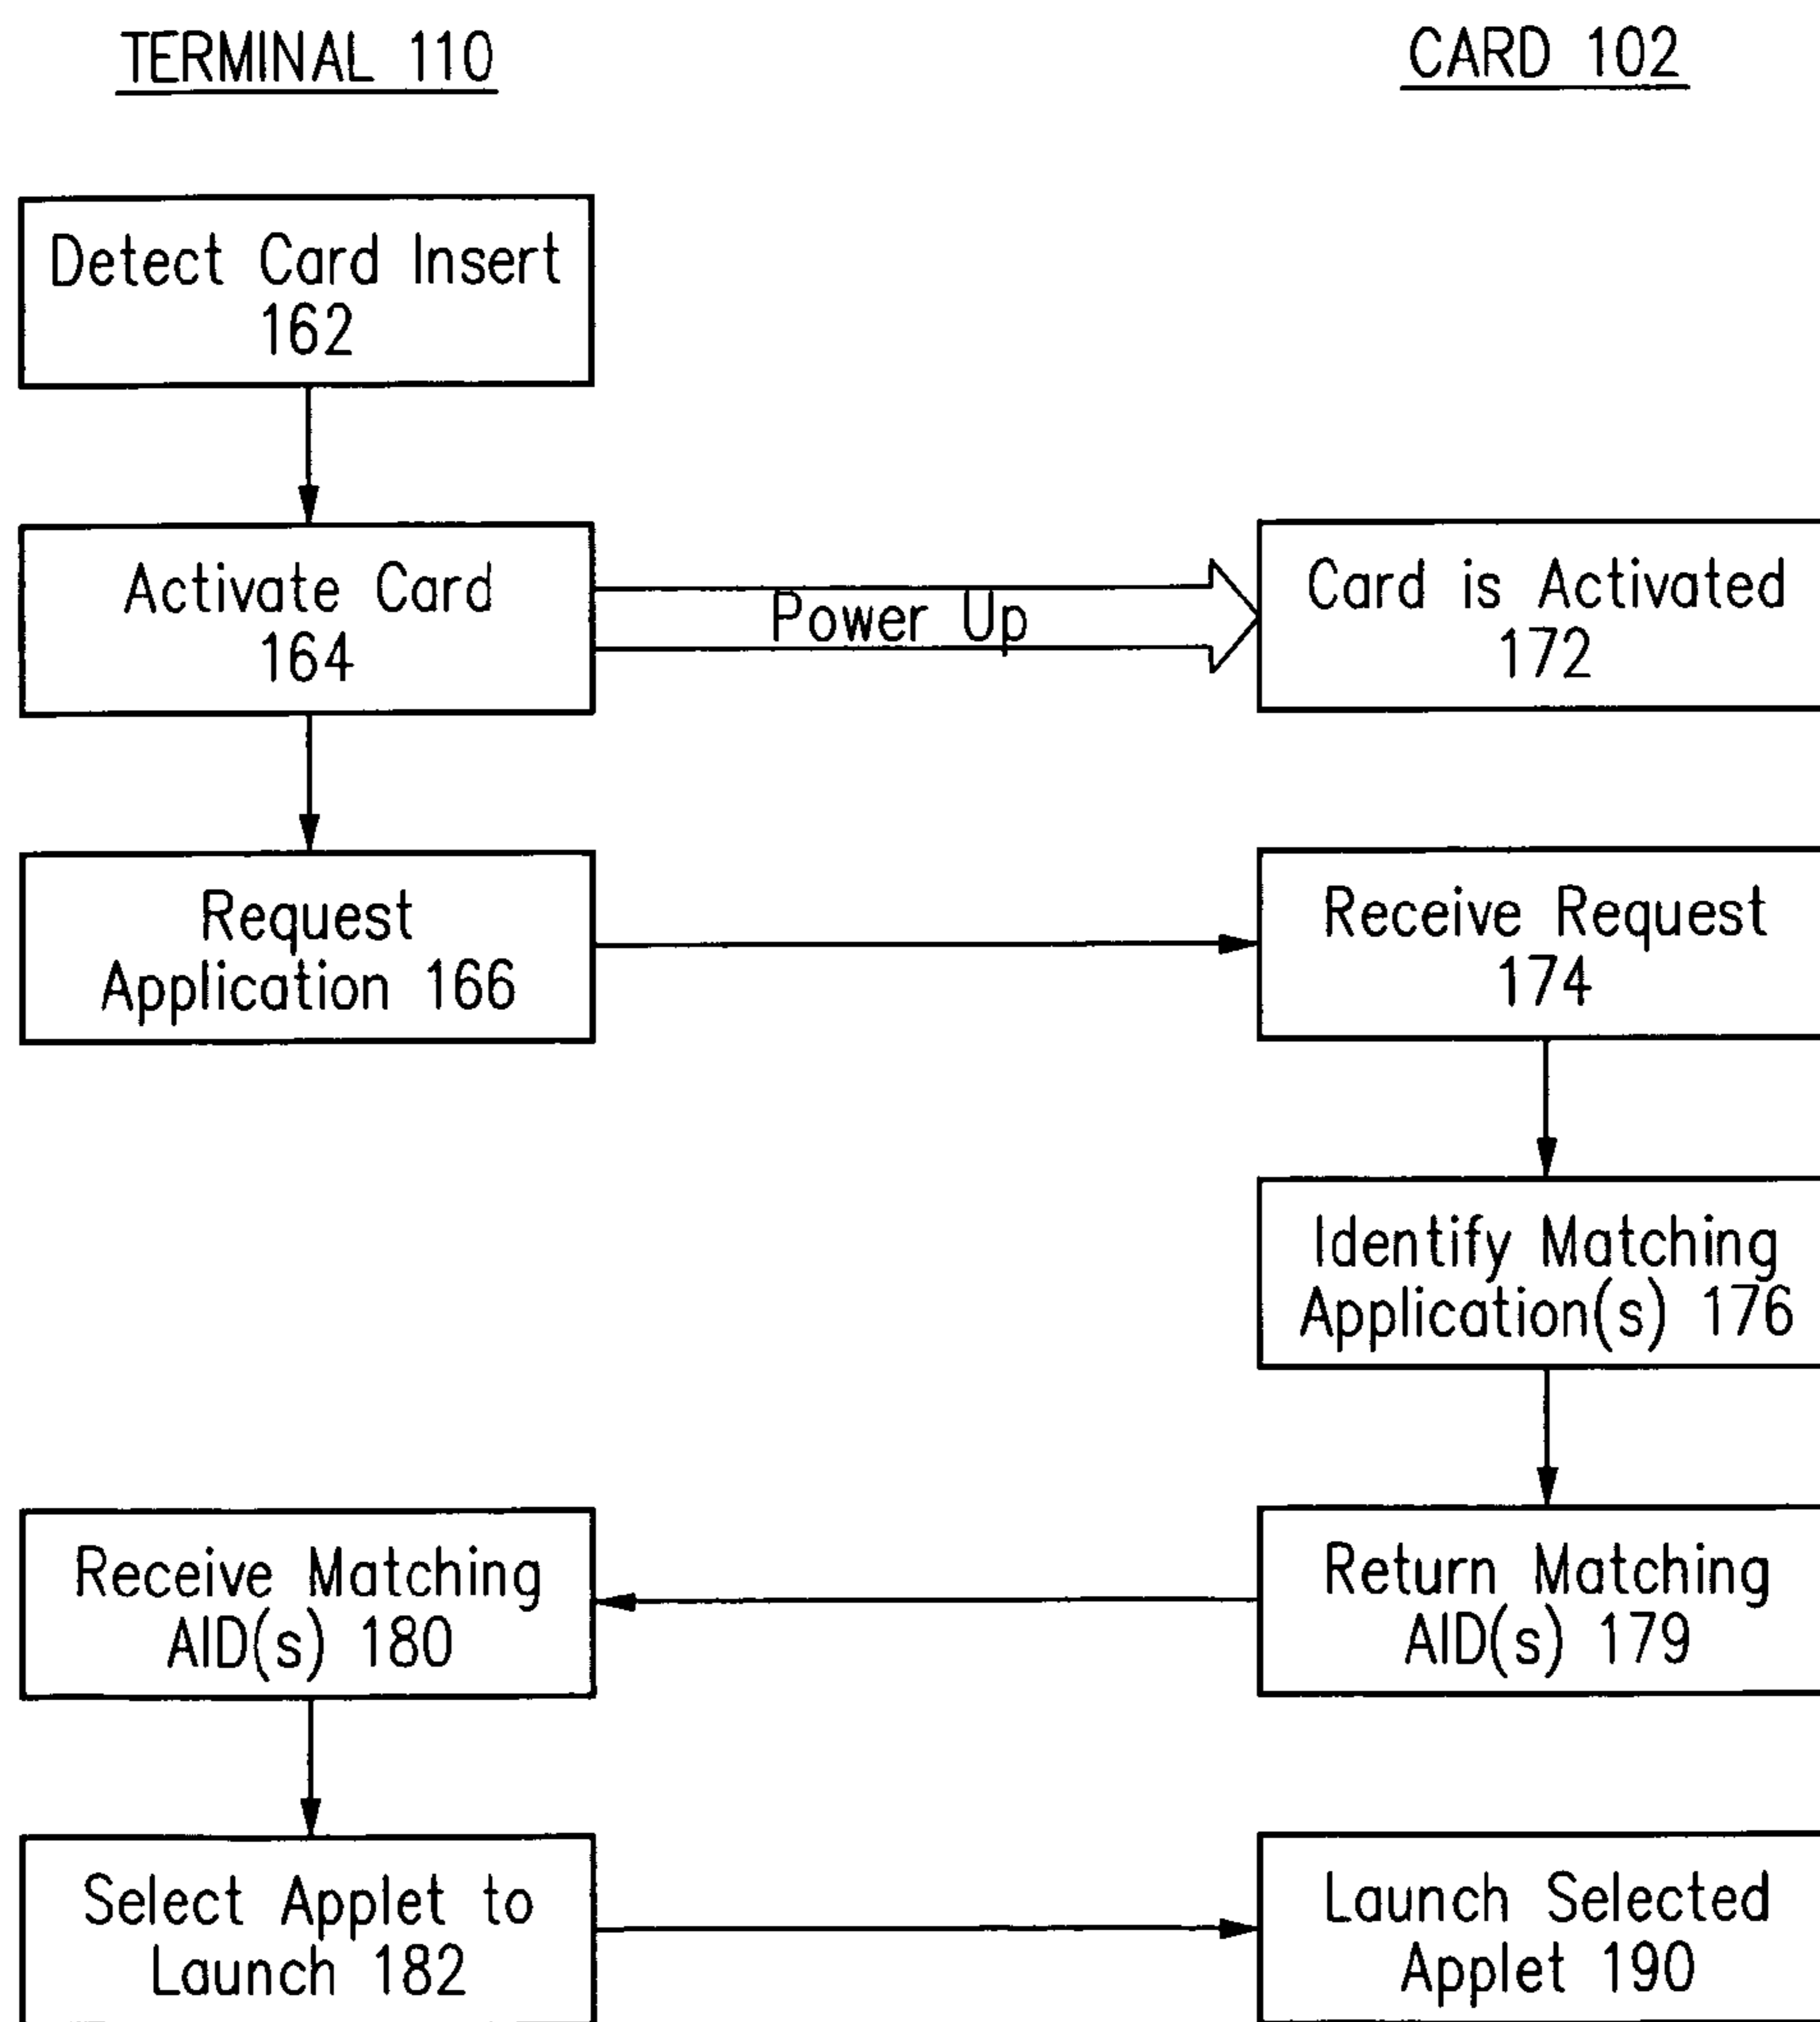 TERMINAL 110
CARD 102
Detect Card Insert
162
Activate Card
164
Power Up
Card is Activated
172
Request
Application 166
Receive Request
174
Identify Matching
Application(s) 176
Return Matching
AID(s) 179
Receive Matching
AID(s) 180
Select Applet to
Launch 182
Launch Selected
Applet 190